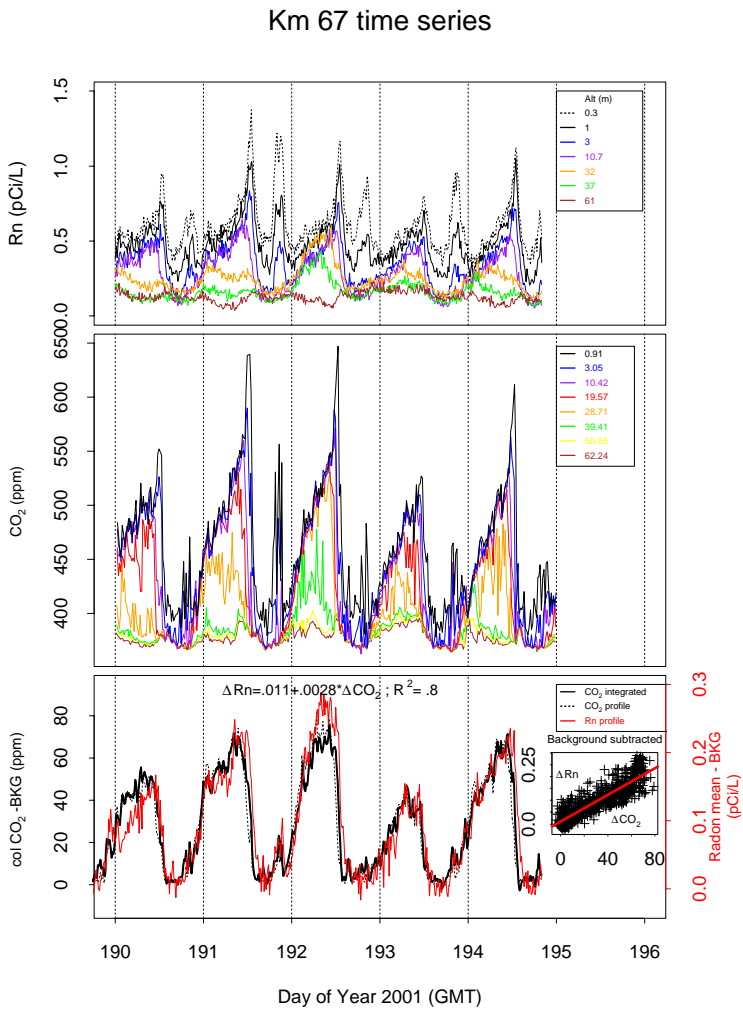 Km 67 time series
Rn (pCi/L)
1.5
1.0
0.5
0.0
Alt (m)
0.3
1
3
10.7
32
37
61
CO2 (ppm)
6500
600
550
500
450
400
0.91
3.05
10.42
19.57
28.71
39.41
62.24
ΔRn=.011+.0028*ΔCO2 ; R2= .8
col CO2-BKG (ppm)
80
60
40
20
0
CO2 integrated
CO2 profile
Rn profile
Background subtracted
0.25
0.0
ΔRn
ΔCO2
0 40 80
0.3
0.2
0.1
0.0
Radon mean - BKG
(pCi/L)
190 191 192 193 194 195 196
Day of Year 2001 (GMT)